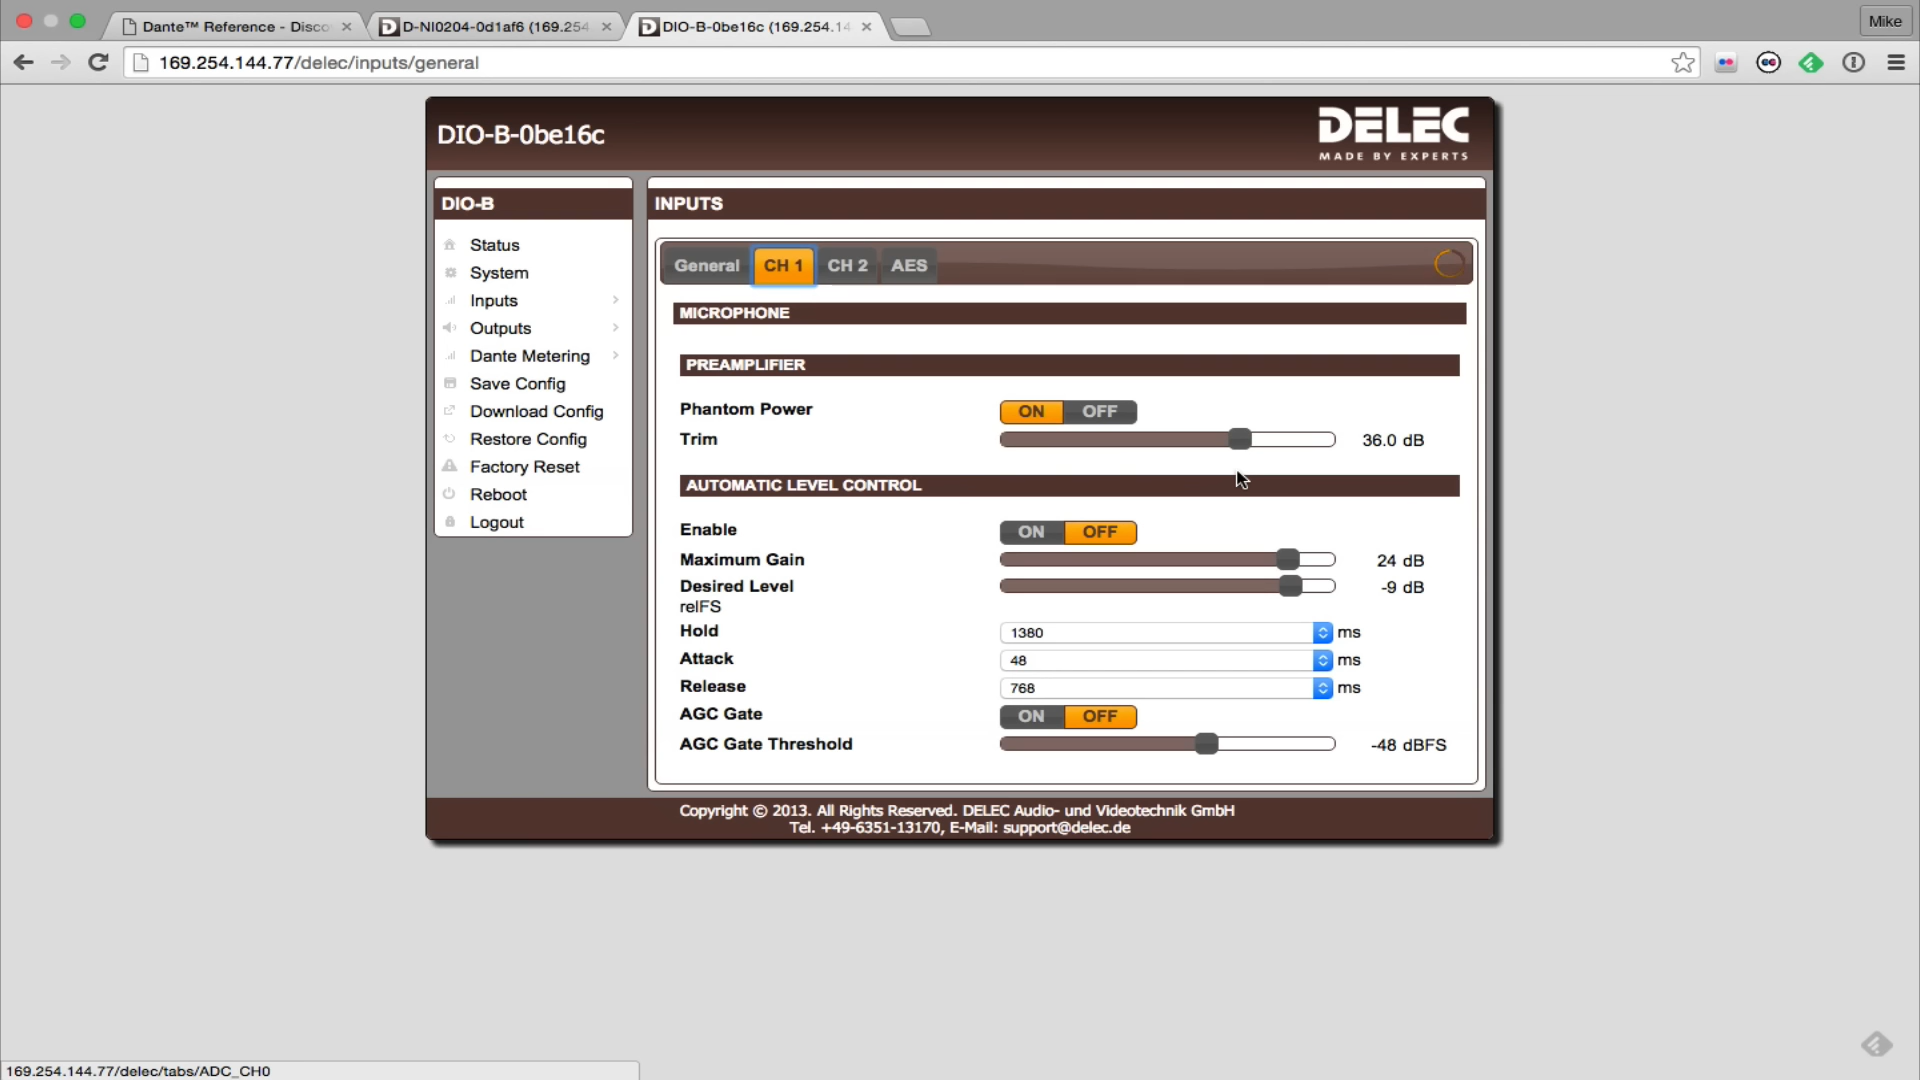 Dante™ Reference - Disco
D-NI0204-0d1af6 (169.254
DIO-B-0be16c (169.254.14
Mike
169.254.144.77/delec/inputs/general
DIO-B-0be16c
DELEC
MADE BY EXPERTS
DIO-B
Status
System
Inputs
Outputs
Dante Metering
Save Config
Download Config
Restore Config
Factory Reset
Reboot
Logout
INPUTS
General CH 1 CH 2 AES
MICROPHONE
PREAMPLIFIER
Phantom Power ON OFF
Trim 36.0 dB
AUTOMATIC LEVEL CONTROL
Enable ON OFF
Maximum Gain 24 dB
Desired Level -9 dB
relFS
Hold 1380 ms
Attack 48 ms
Release 768 ms
AGC Gate ON OFF
AGC Gate Threshold -48 dBFS
Copyright © 2013. All Rights Reserved. DELEC Audio- und Videotechnik GmbH
Tel. +49-6351-13170, E-Mail: support@delec.de
169.254.144.77/delec/tabs/ADC_CH0